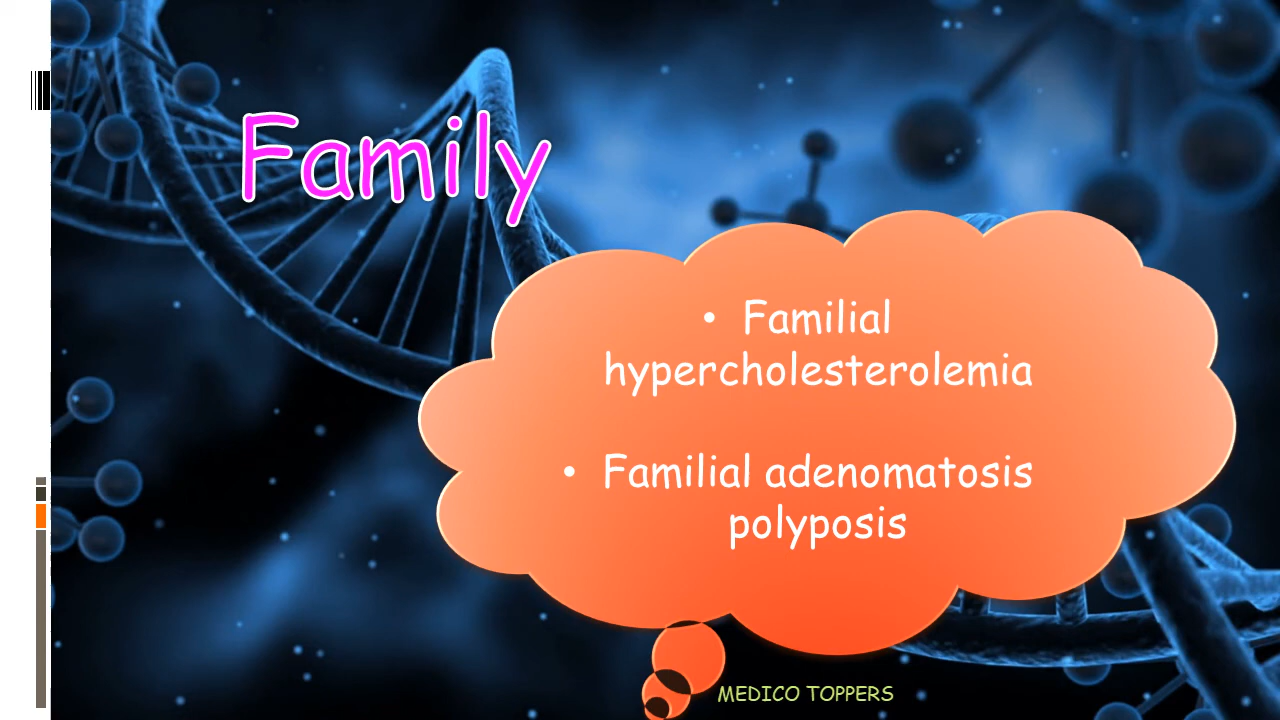 Family
• Familial
hypercholesterolemia
• Familial adenomatosis
polyposis
MEDICO TOPPERS